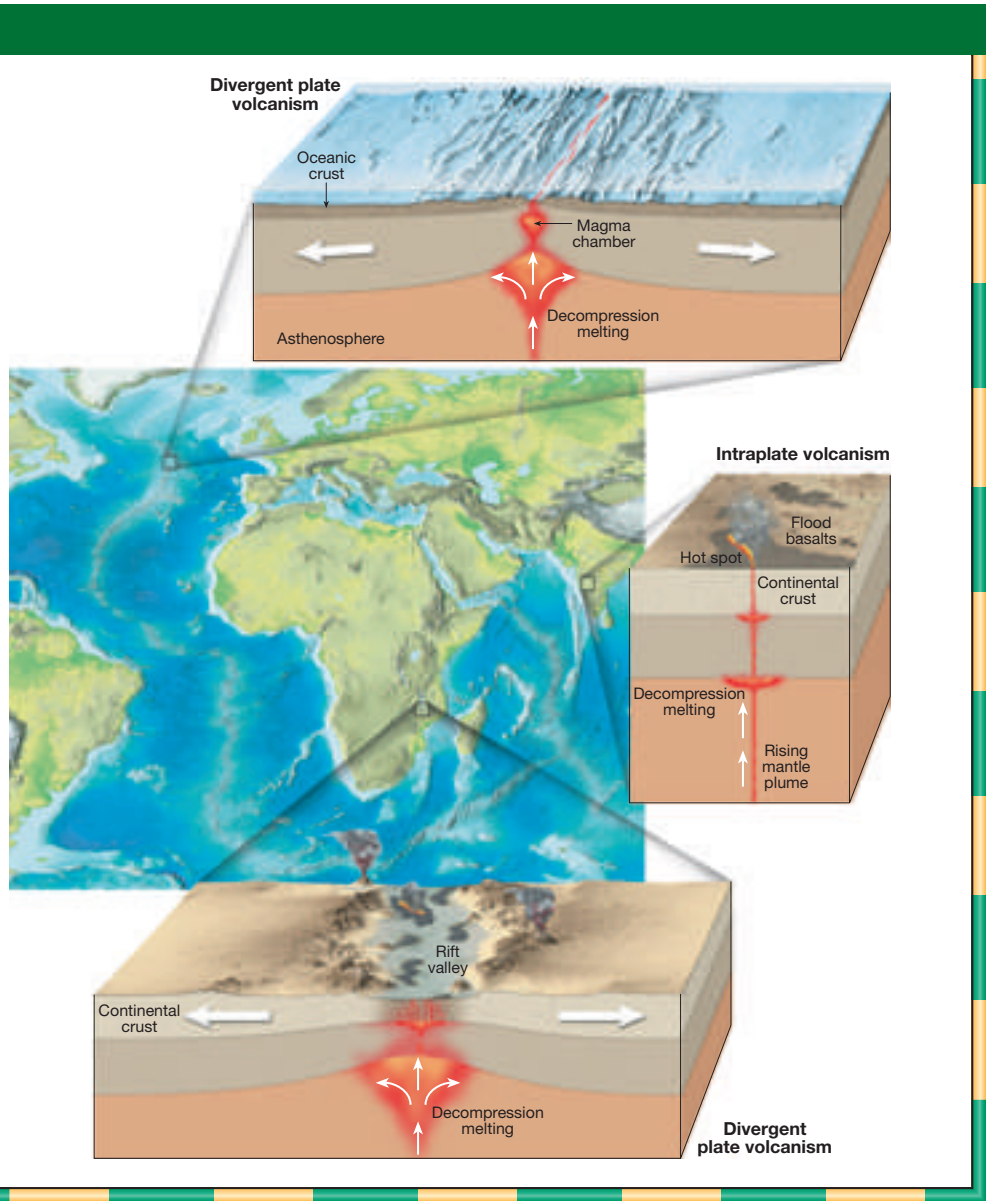 Divergent plate
volcanism
Oceanic
crust
Magma
chamber
Decompression
melting
Asthenosphere
Intraplate volcanism
Flood
basalts
Hot spot
Continental
crust
Decompression
melting
Rising
mantle
plume
Rift
valley
Continental
crust
Decompression
melting
Divergent
plate volcanism